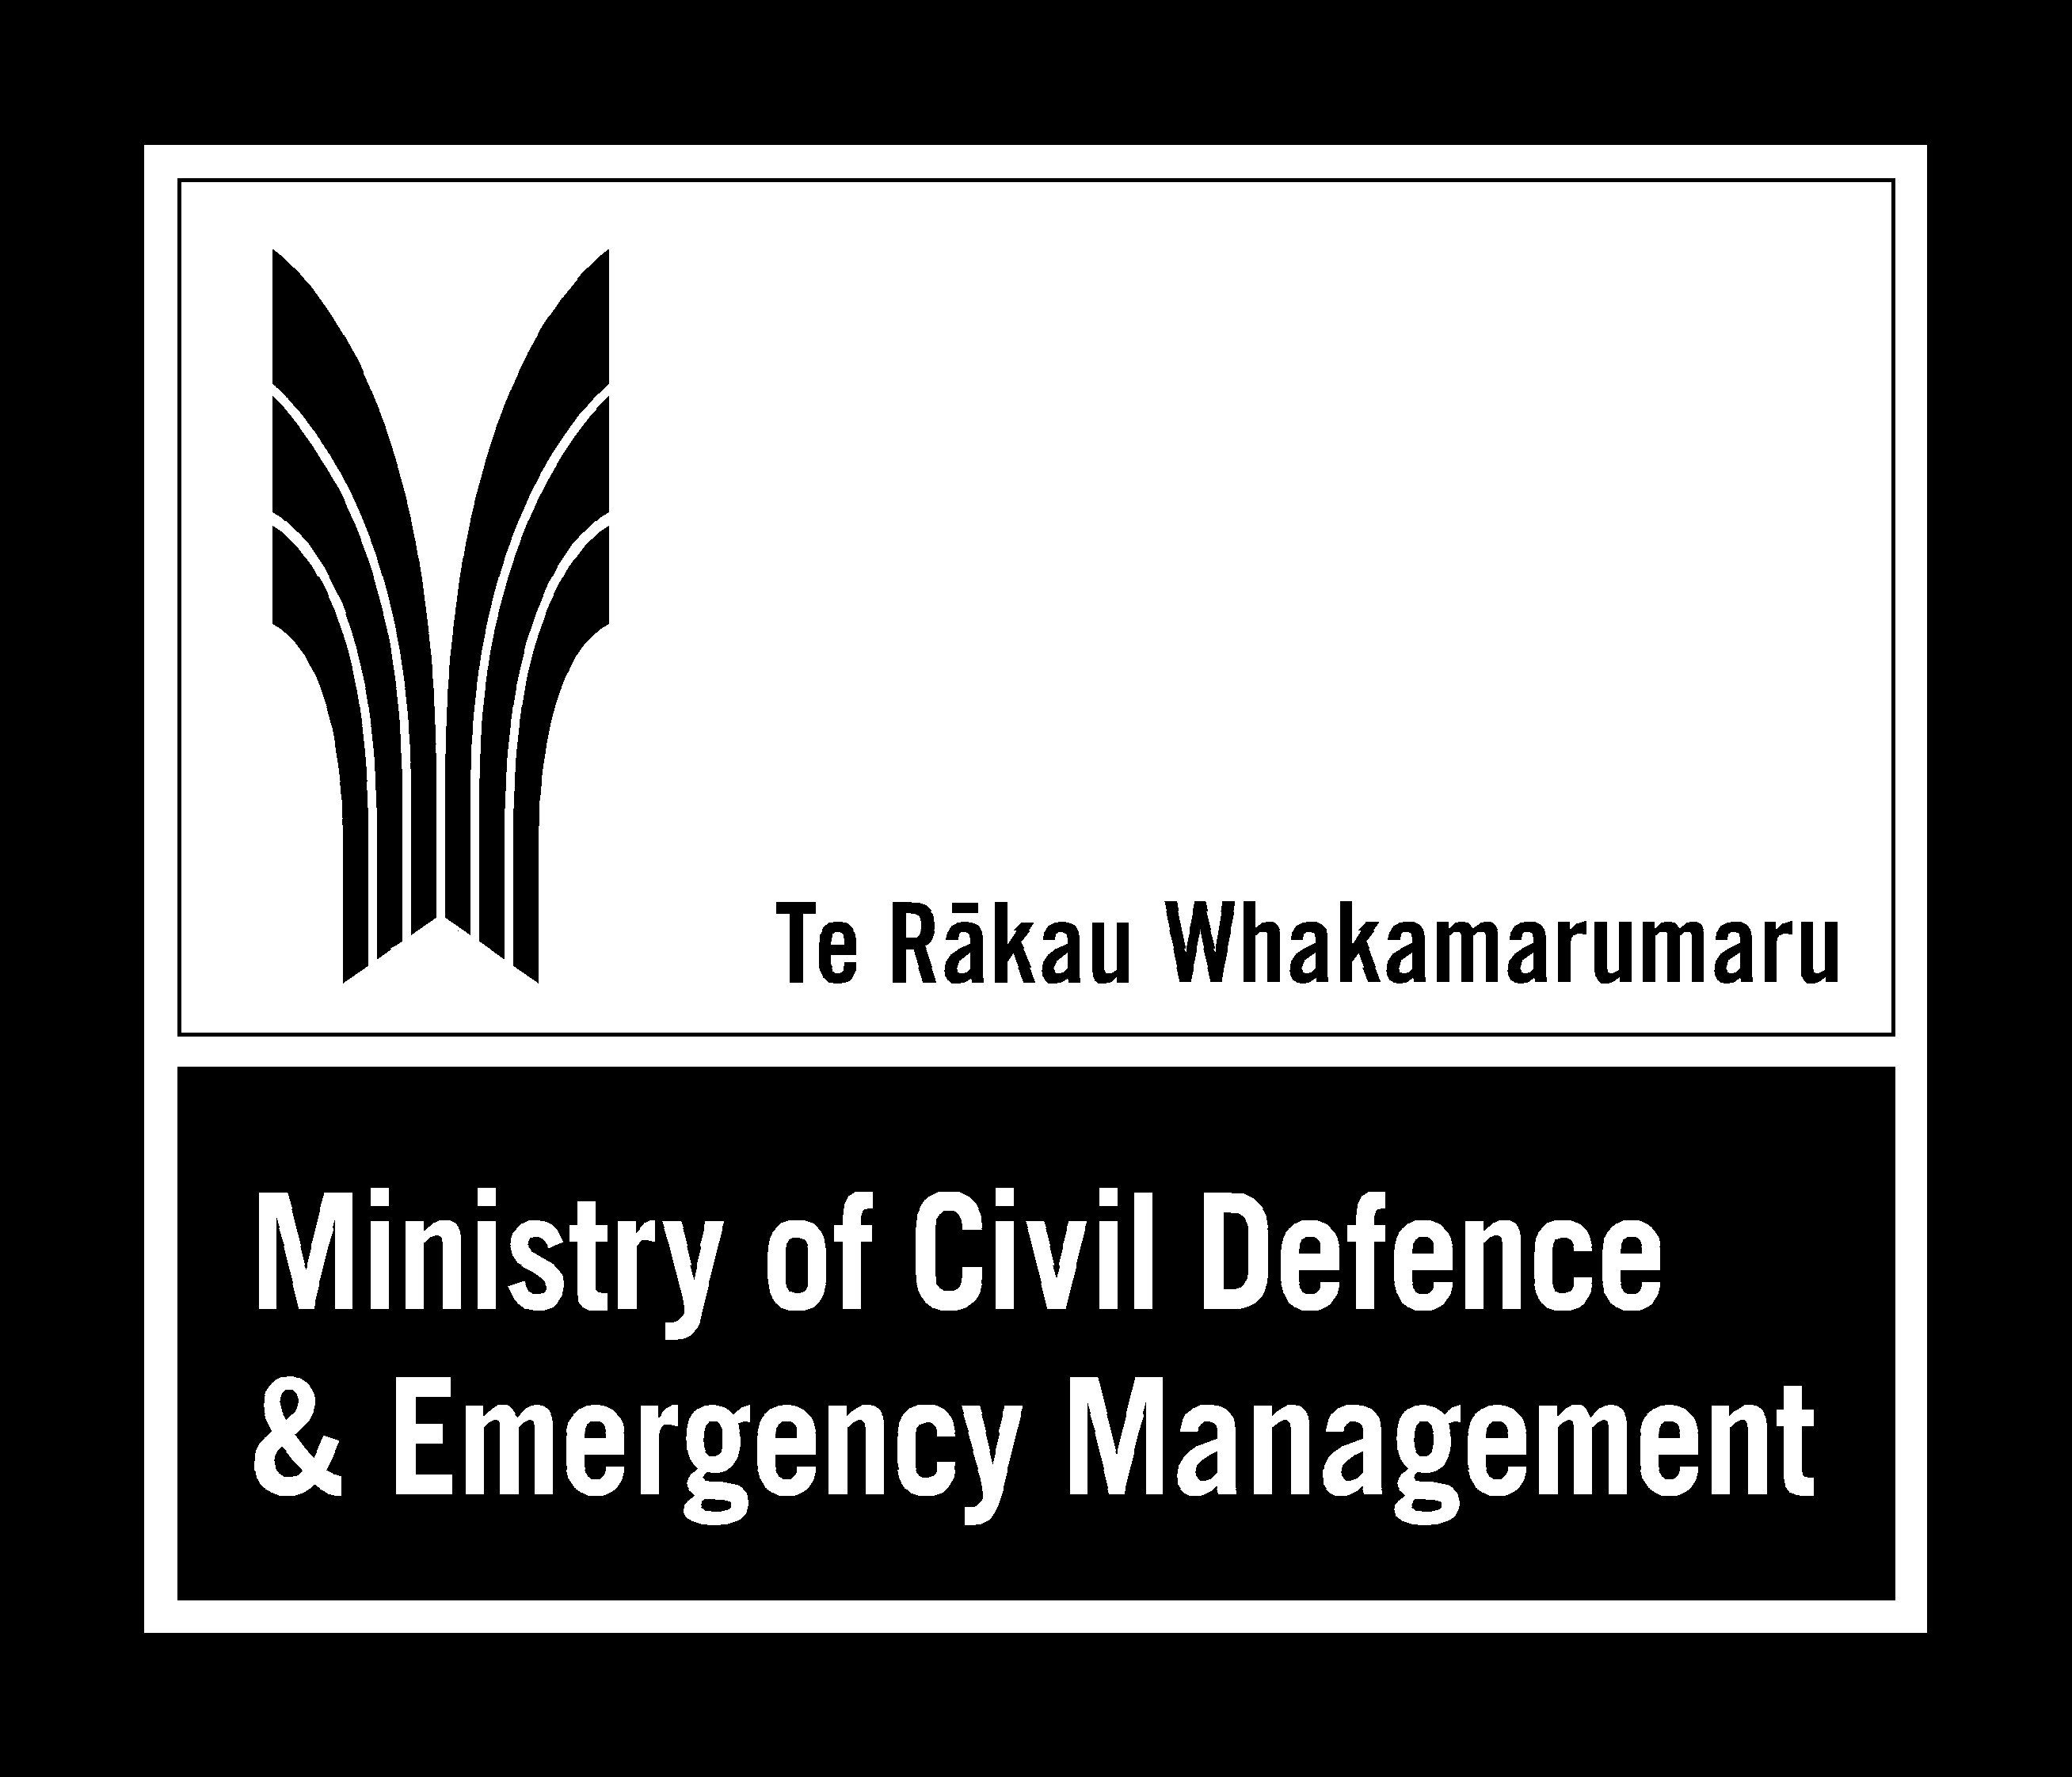 Te Rākau Whakamarumaru
Ministry of Civil Defence
& Emergency Management